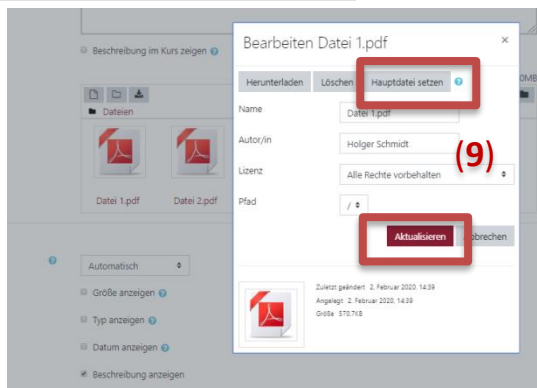 Beschreibung im Kurs zeigen
Dateien
Datei 1.pdf
Datei 2.pdf
Automatisch
Größe anzeigen
Typ anzeigen
Datum anzeigen
Beschreibung anzeigen
Bearbeiten Datei 1.pdf ×
Herunterladen Löschen Hauptdatei setzen
Name Datei 1.pdf
Autor/in Holger Schmidt
(9)
Lizenz Alle Rechte vorbehalten
Pfad /
Aktualisieren
Zuletzt geändert 2. Februar 2020, 14:39
Angelegt 2. Februar 2020, 14:39
Größe 570.7KB